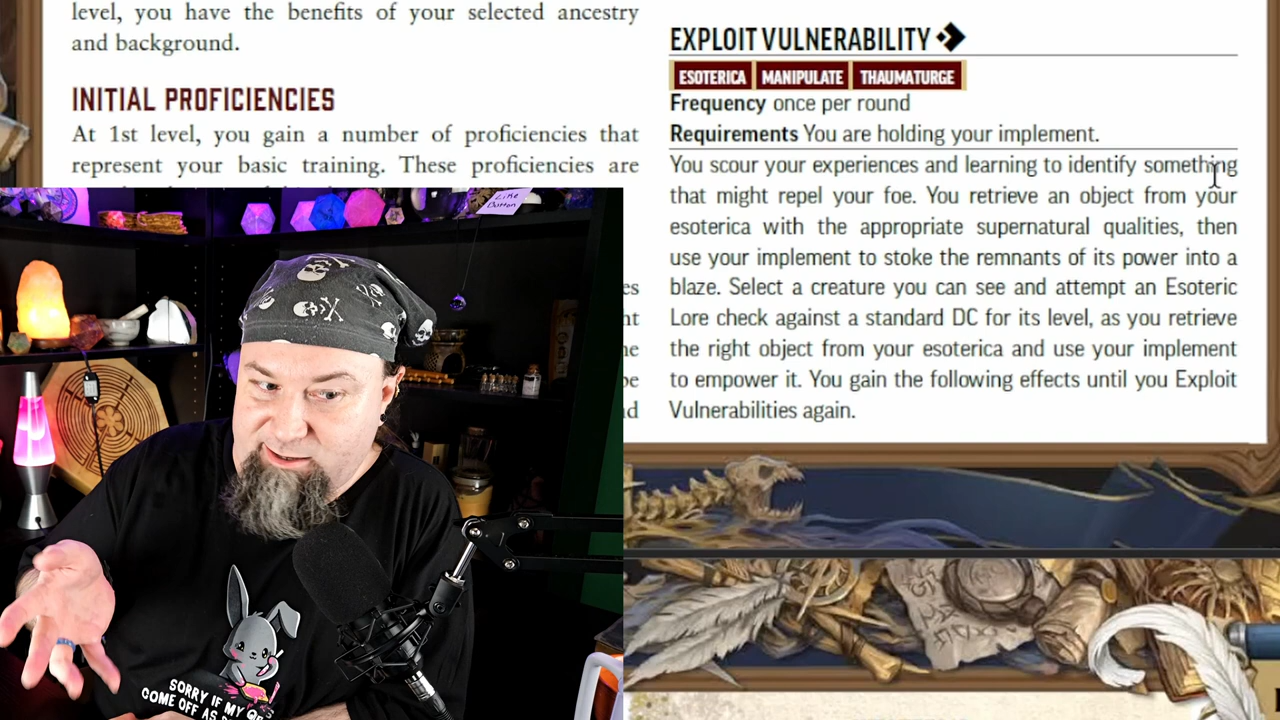 level, you have the benefits of your selected ancestry
and background.
INITIAL PROFICIENCIES
At 1st level, you gain a number of proficiencies that
represent your basic training. These proficiencies are
EXPLOIT VULNERABILITY
ESOTERICA MANIPULATE THAUMATURGE
Frequency once per round
Requirements You are holding your implement.
You scour your experiences and learning to identify something
that might repel your foe. You retrieve an object from your
esoterica with the appropriate supernatural qualities, then
use your implement to stoke the remnants of its power into a
blaze. Select a creature you can see and attempt an Esoteric
Lore check against a standard DC for its level, as you retrieve
the right object from your esoterica and use your implement
to empower it. You gain the following effects until you Exploit
Vulnerabilities again.
Like
Button
SORRY IF MY
COME OFF AS